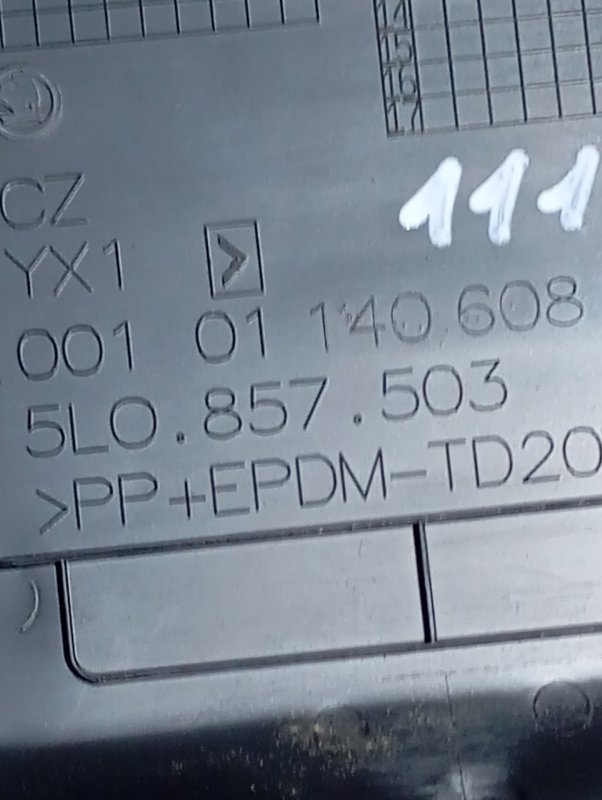 111
CZ
YX1 >
001 01 140.608
5L0.857.503
>PP+EPDM-TD20